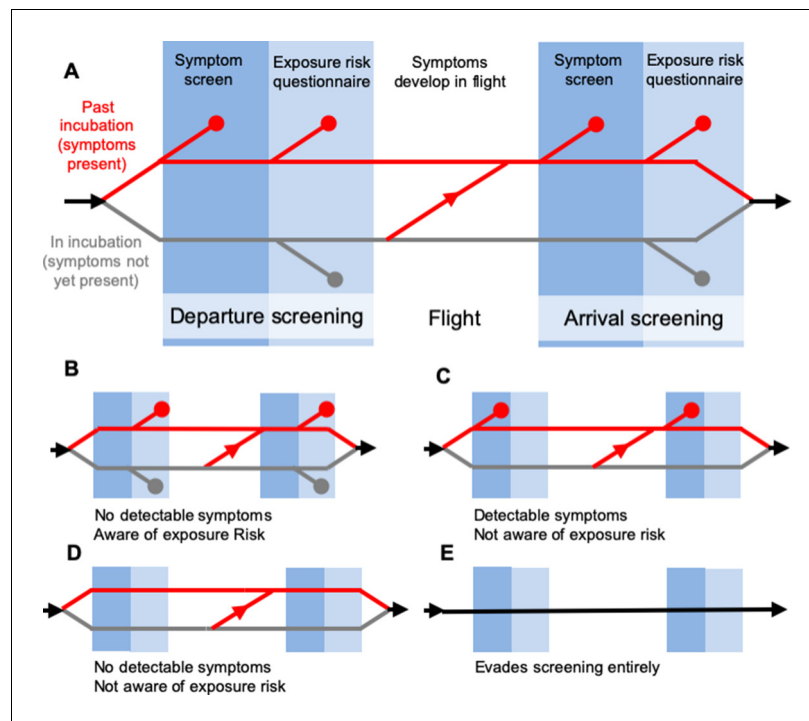 A
Symptom
screen
Exposure risk
questionnaire
Symptoms
develop in flight
Symptom
screen
Exposure risk
questionnaire
Past
incubation
(symptoms
present)
In incubation
(symptoms not
yet present)
Departure screening
Flight
Arrival screening
B
No detectable symptoms
Aware of exposure Risk
C
Detectable symptoms
Not aware of exposure risk
D
No detectable symptoms
Not aware of exposure risk
E
Evades screening entirely